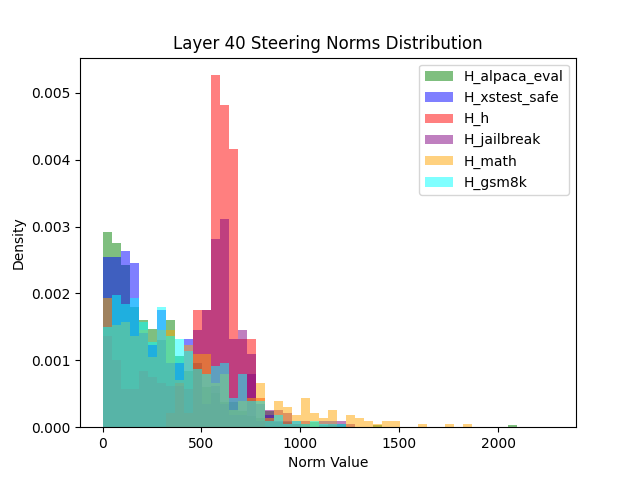 Layer 40 Steering Norms Distribution
H_alpaca_eval
H_xstest_safe
H_h
H_jailbreak
H_math
H_gsm8k
Density
0.005
0.004
0.003
0.002
0.001
0.000
0
500
1000
1500
2000
Norm Value